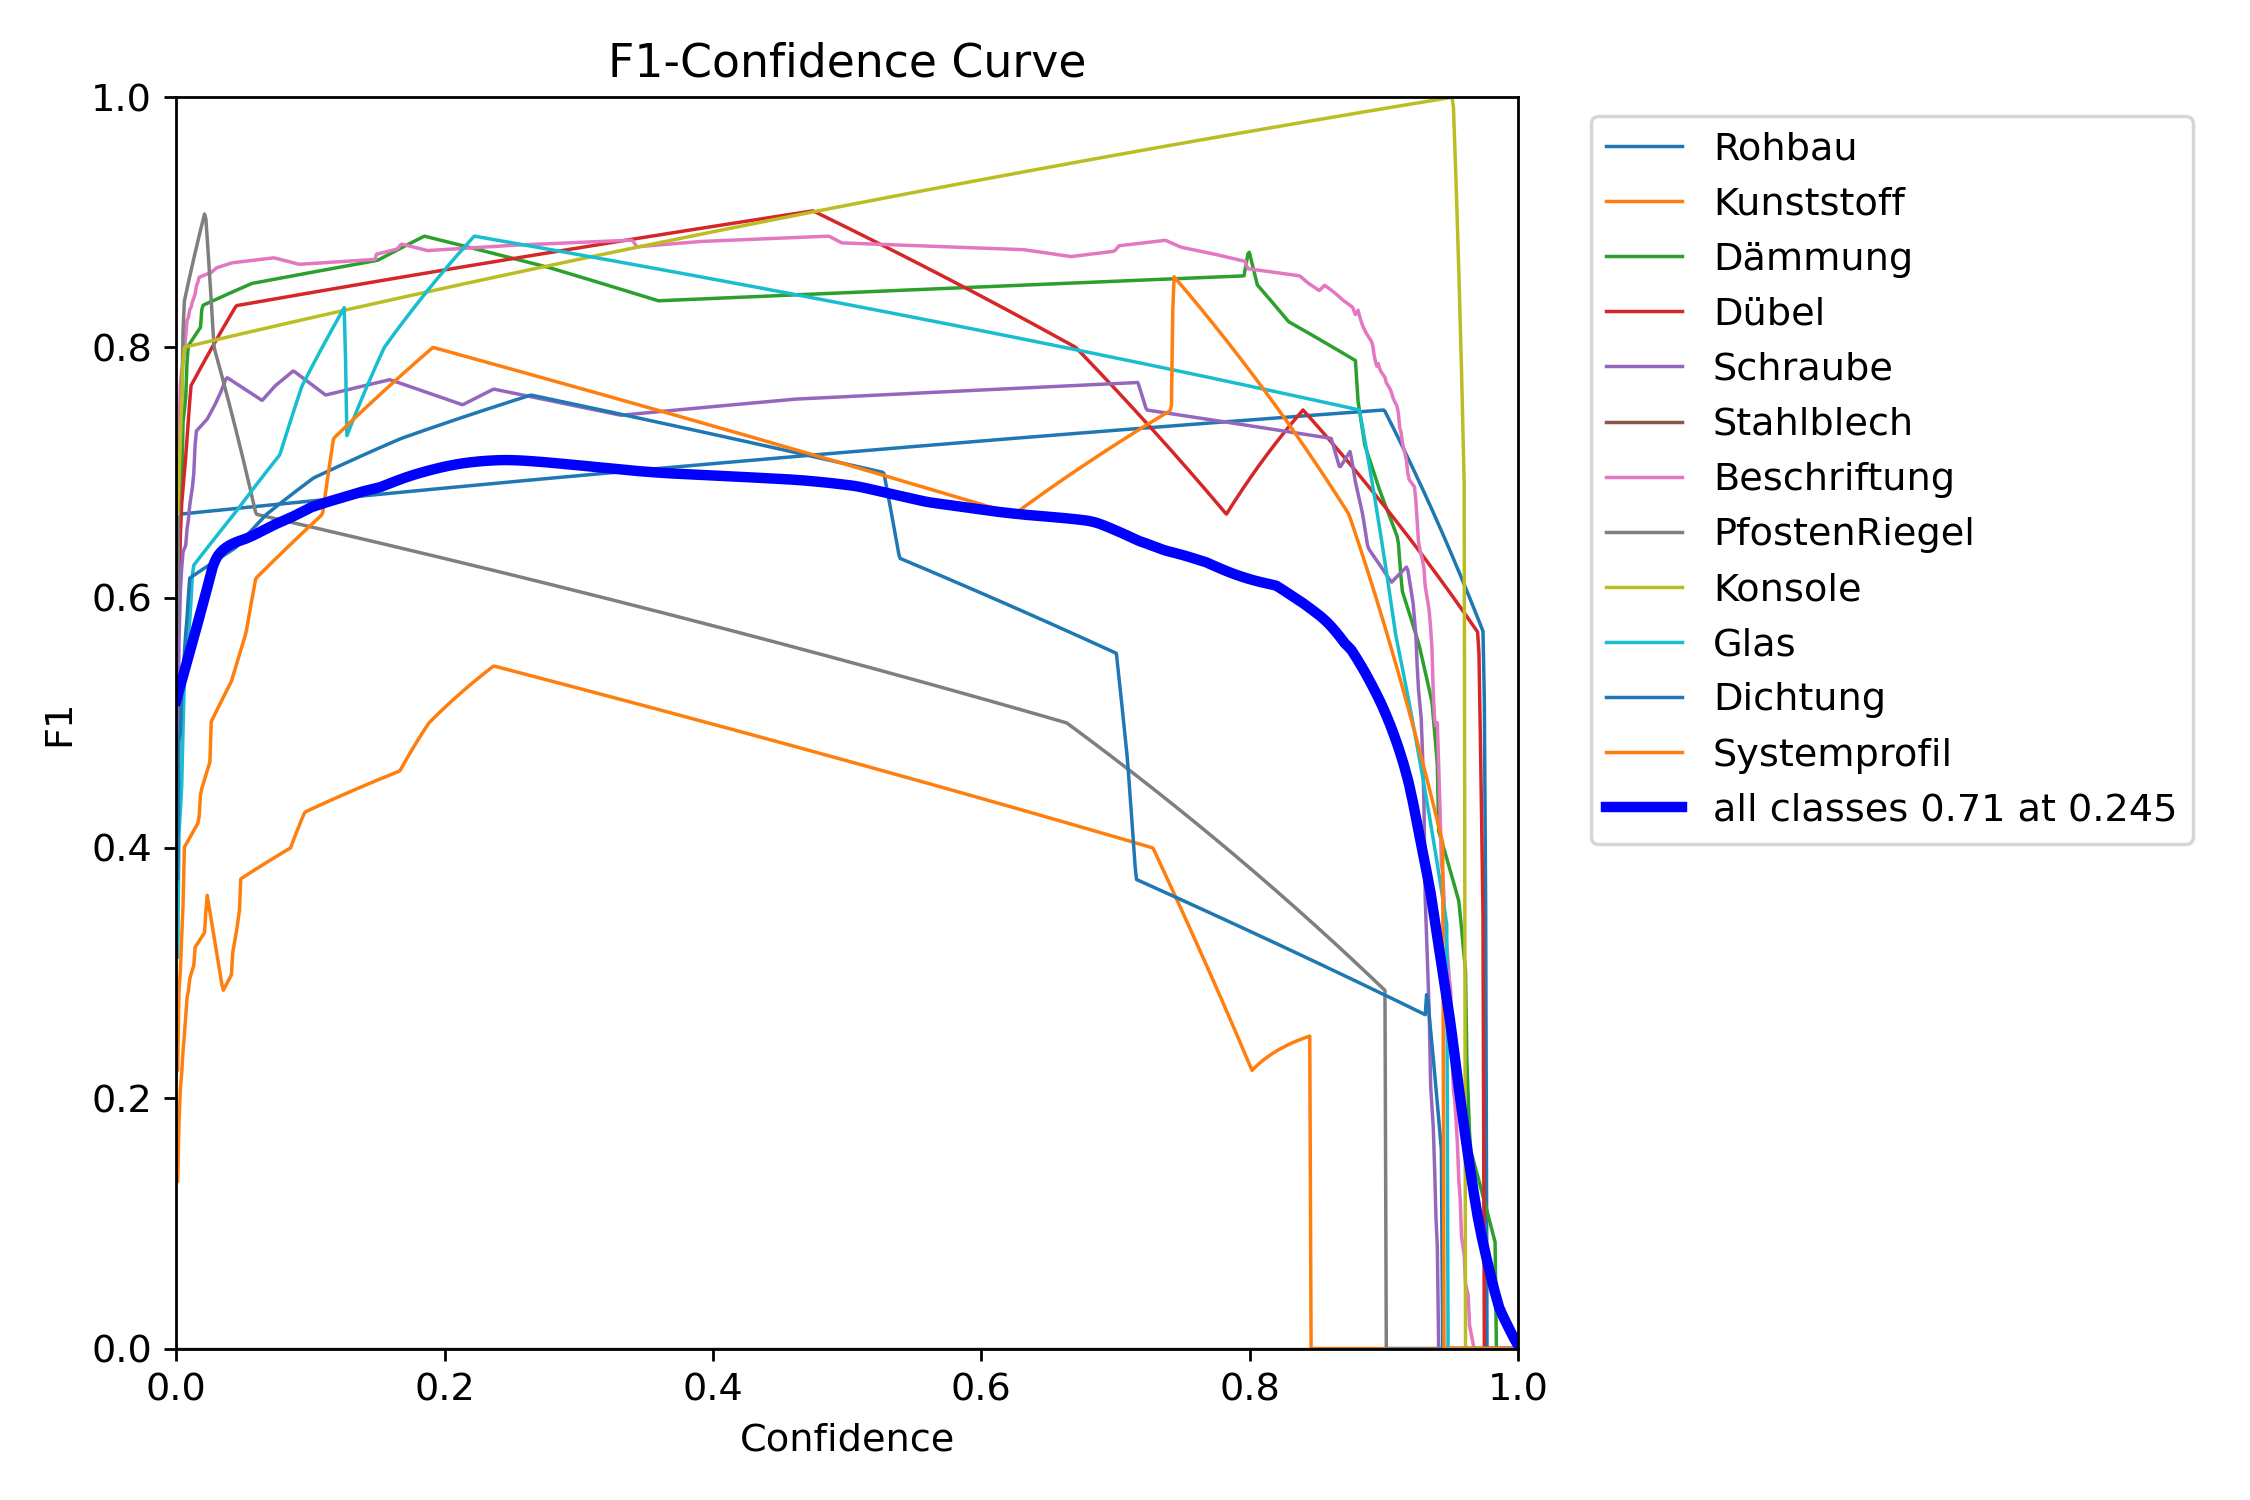 F1-Confidence Curve
1.0
0.8
0.6
0.4
0.2
0.0
F1
0.0 0.2 0.4 0.6 0.8 1.0
Confidence
Rohbau
Kunststoff
Dämmung
Dübel
Schraube
Stahlblech
Beschriftung
PfostenRiegel
Konsole
Glas
Dichtung
Systemprofil
all classes 0.71 at 0.245